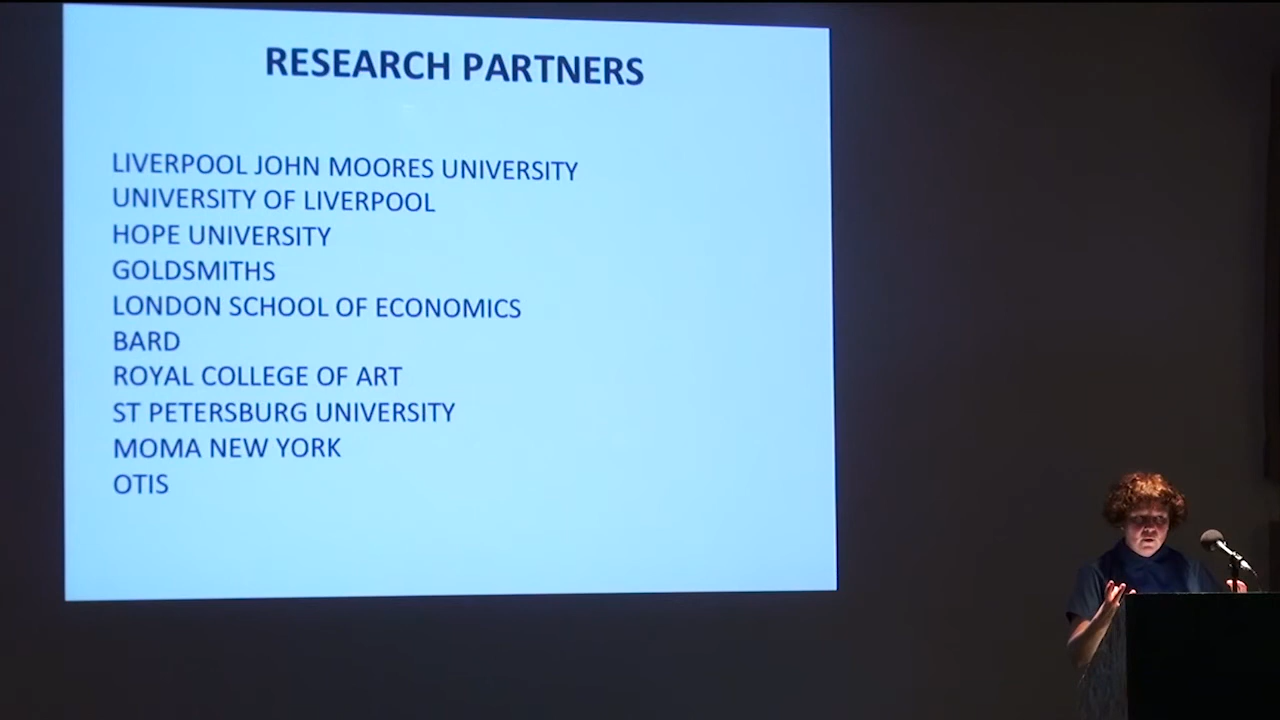 RESEARCH PARTNERS
LIVERPOOL JOHN MOORES UNIVERSITY
UNIVERSITY OF LIVERPOOL
HOPE UNIVERSITY
GOLDSMITHS
LONDON SCHOOL OF ECONOMICS
BARD
ROYAL COLLEGE OF ART
ST PETERSBURG UNIVERSITY
MOMA NEW YORK
OTIS